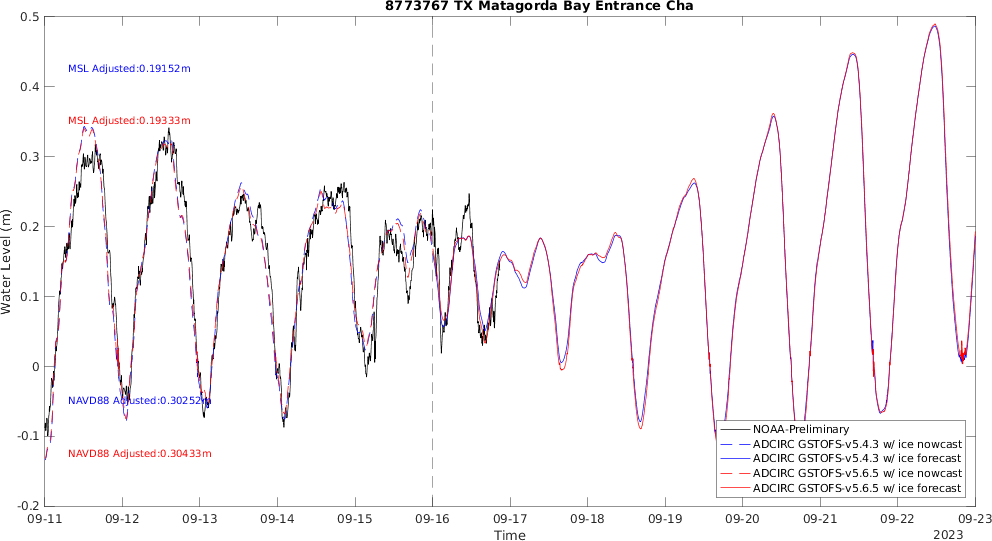 8773767 TX Matagorda Bay Entrance Cha
0.5
0.4
0.3
0.2
0.1
0
-0.1
-0.2
Water Level (m)
MSL Adjusted:0.19152m
MSL Adjusted:0.19333m
NAVD88 Adjusted:0.30252m
NAVD88 Adjusted:0.30433m
NOAA-Preliminary
ADCIRC GSTOFS-v5.4.3 w/ ice nowcast
ADCIRC GSTOFS-v5.4.3 w/ ice forecast
ADCIRC GSTOFS-v5.6.5 w/ ice nowcast
ADCIRC GSTOFS-v5.6.5 w/ ice forecast
09-11 09-12 09-13 09-14 09-15 09-16 09-17 09-18 09-19 09-20 09-21 09-22 09-23
Time
2023